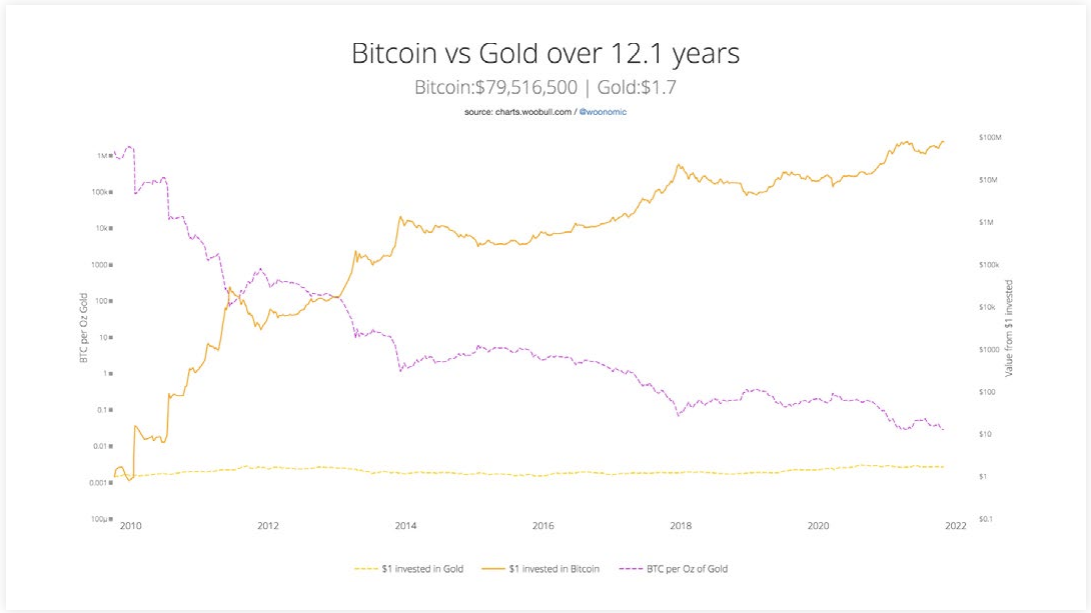 Bitcoin vs Gold over 12.1 years
Bitcoin:$79,516,500 | Gold:$1.7
source: charts.woobull.com / @woonomic
BTC per Oz Gold
1M
100k
10k
1000
100
10
1
0.1
0.01
0.001
100µ
$100M
$10M
$1M
$100k
$10k
$1000
$100
$10
$1
$0.1
Value from $1 invested
2010 2012 2014 2016 2018 2020 2022
$1 invested in Gold $1 invested in Bitcoin BTC per Oz of Gold